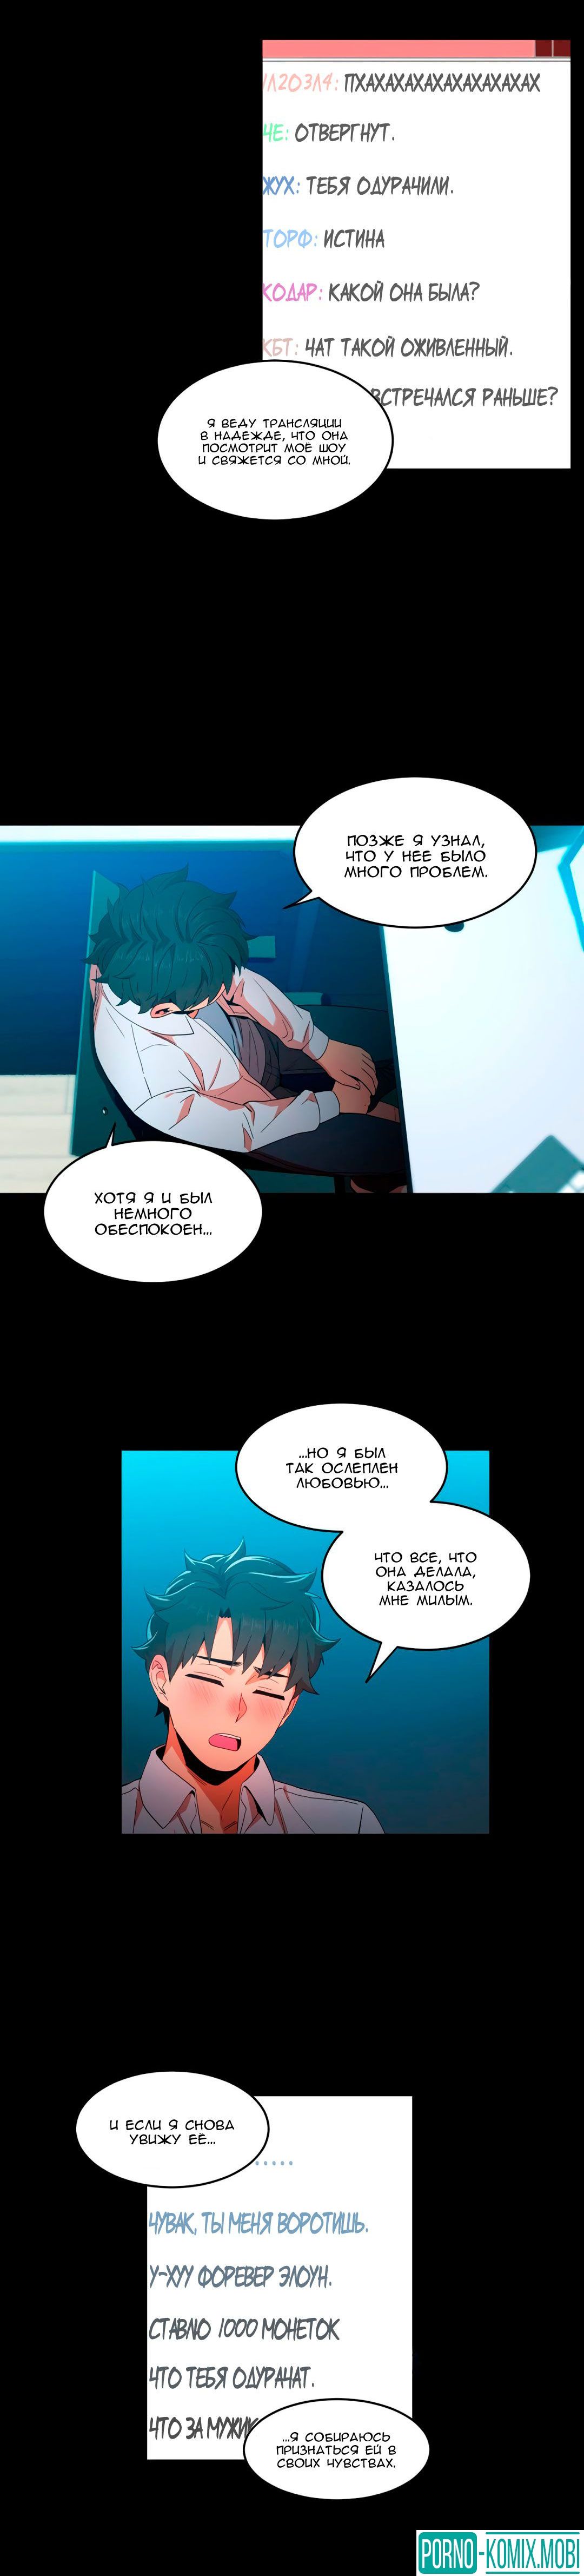 1Л2ОЗЛ4: ПХАХАХАХАХАХАХАХАХАХ
ЧЕ: ОТВЕРГНУТ.
ЖУХ: ТЕБЯ ОДУРАЧИЛИ.
ТОРФ: ИСТИНА
КОДАР: КАКОЙ ОНА БЫЛА?
КБТ: ЧАТ ТАКОЙ ОЖИВЛЕННЫЙ.
ВСТРЕЧАЛСЯ РАНЬШЕ?
Я ВЕДУ ТРАНСЛЯЦИИ
В НАДЕЖДЕ, ЧТО ОНА
ПОСМОТРИТ МОЁ ШОУ
И СВЯЖЕТСЯ СО МНОЙ.
ПОЗЖЕ Я УЗНАЛ,
ЧТО У НЕЕ БЫЛО
МНОГО ПРОБЛЕМ.
ХОТЯ Я И БЫЛ
НЕМНОГО
ОБЕСПОКОЕН...
...НО Я БЫЛ
ТАК ОСЛЕПЛЕН
ЛЮБОВЬЮ...
ЧТО ВСЕ, ЧТО
ОНА ДЕЛАЛА,
КАЗАЛОСЬ
МНЕ МИЛЫМ.
И ЕСЛИ Я СНОВА
УВИЖУ ЕЁ...
.....
ЧУВАК, ТЫ МЕНЯ ВОРОТИШЬ.
У-ХУУ ФОРЕВЕР ЭЛОУН.
СТАВЛЮ 1000 МОНЕТОК
ЧТО ТЕБЯ ОДУРАЧАТ.
ЧТО ЗА МУЖИК
...Я СОБИРАЮСЬ
ПРИЗНАТЬСЯ ЕЙ В
СВОИХ ЧУВСТВАХ.
PORNO-KOMIX.MOBI